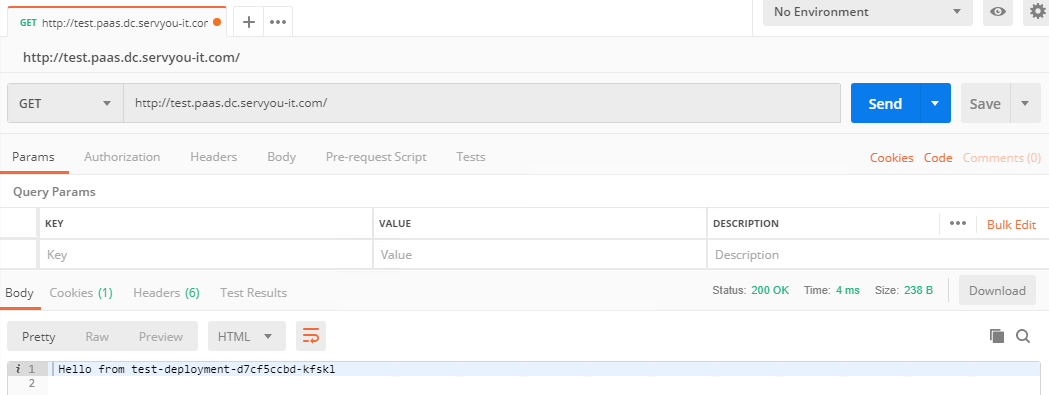 GET http://test.paas.dc.servyou-it.cor + ••• No Environment
http://test.paas.dc.servyou-it.com/
GET http://test.paas.dc.servyou-it.com/ Send Save
Params Authorization Headers Body Pre-request Script Tests Cookies Code Comments (0)
Query Params
KEY VALUE DESCRIPTION ••• Bulk Edit
Key Value Description
Body Cookies (1) Headers (6) Test Results Status: 200 OK Time: 4 ms Size: 238 B Download
Pretty Raw Preview HTML
i 1 Hello from test-deployment-d7cf5ccbd-kfskl
2